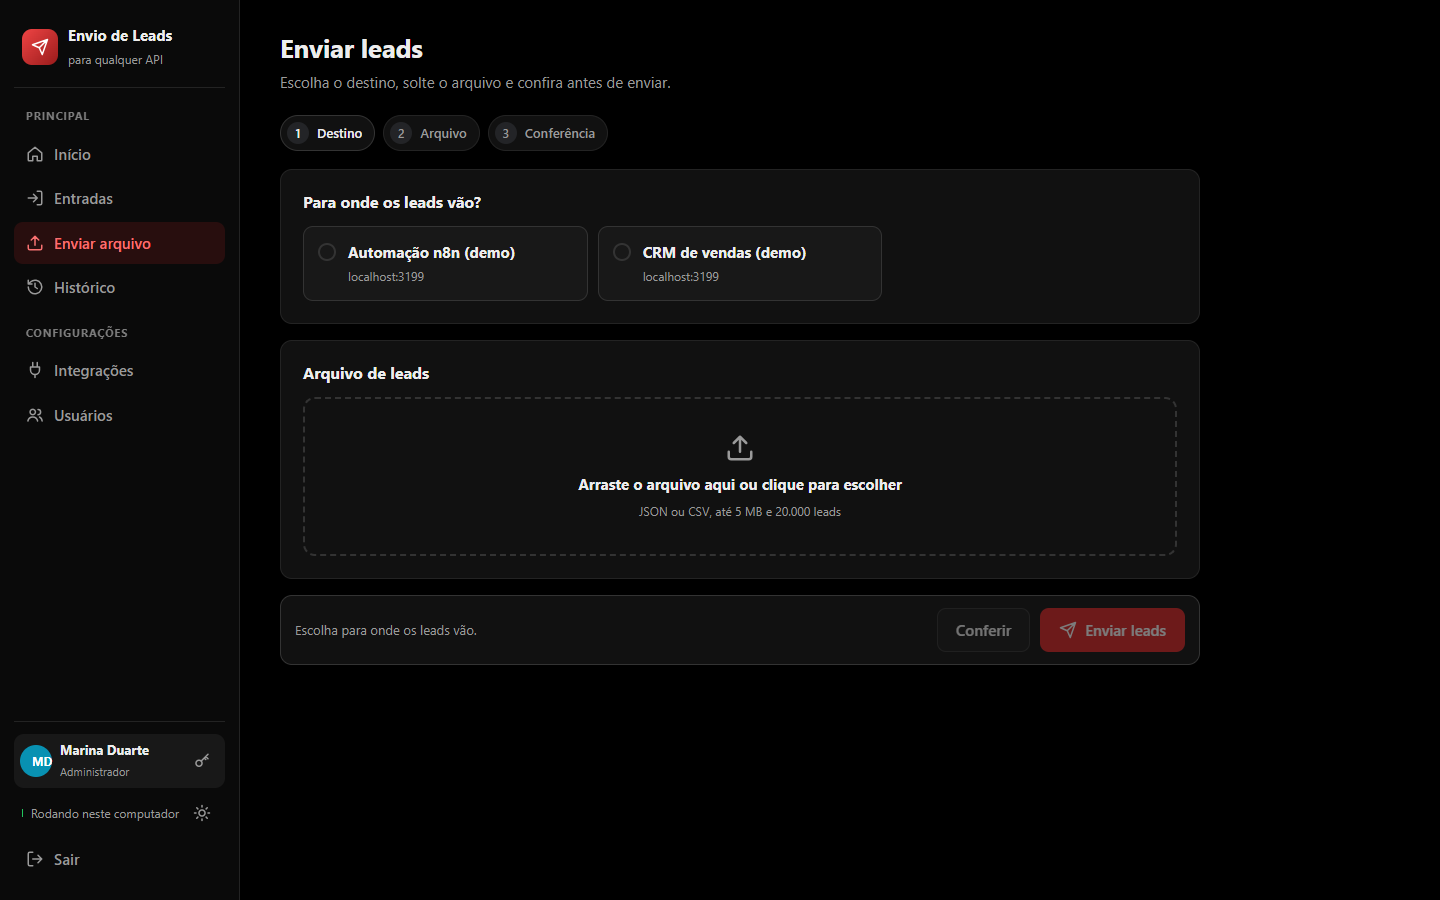 Envio de Leads
para qualquer API
PRINCIPAL
Início
Entradas
Enviar arquivo
Histórico
CONFIGURAÇÕES
Integrações
Usuários
MD
Marina Duarte
Administrador
Rodando neste computador
Sair
Enviar leads
Escolha o destino, solte o arquivo e confira antes de enviar.
1 Destino
2 Arquivo
3 Conferência
Para onde os leads vão?
Automação n8n (demo)
localhost:3199
CRM de vendas (demo)
localhost:3199
Arquivo de leads
Arraste o arquivo aqui ou clique para escolher
JSON ou CSV, até 5 MB e 20.000 leads
Escolha para onde os leads vão.
Conferir
Enviar leads